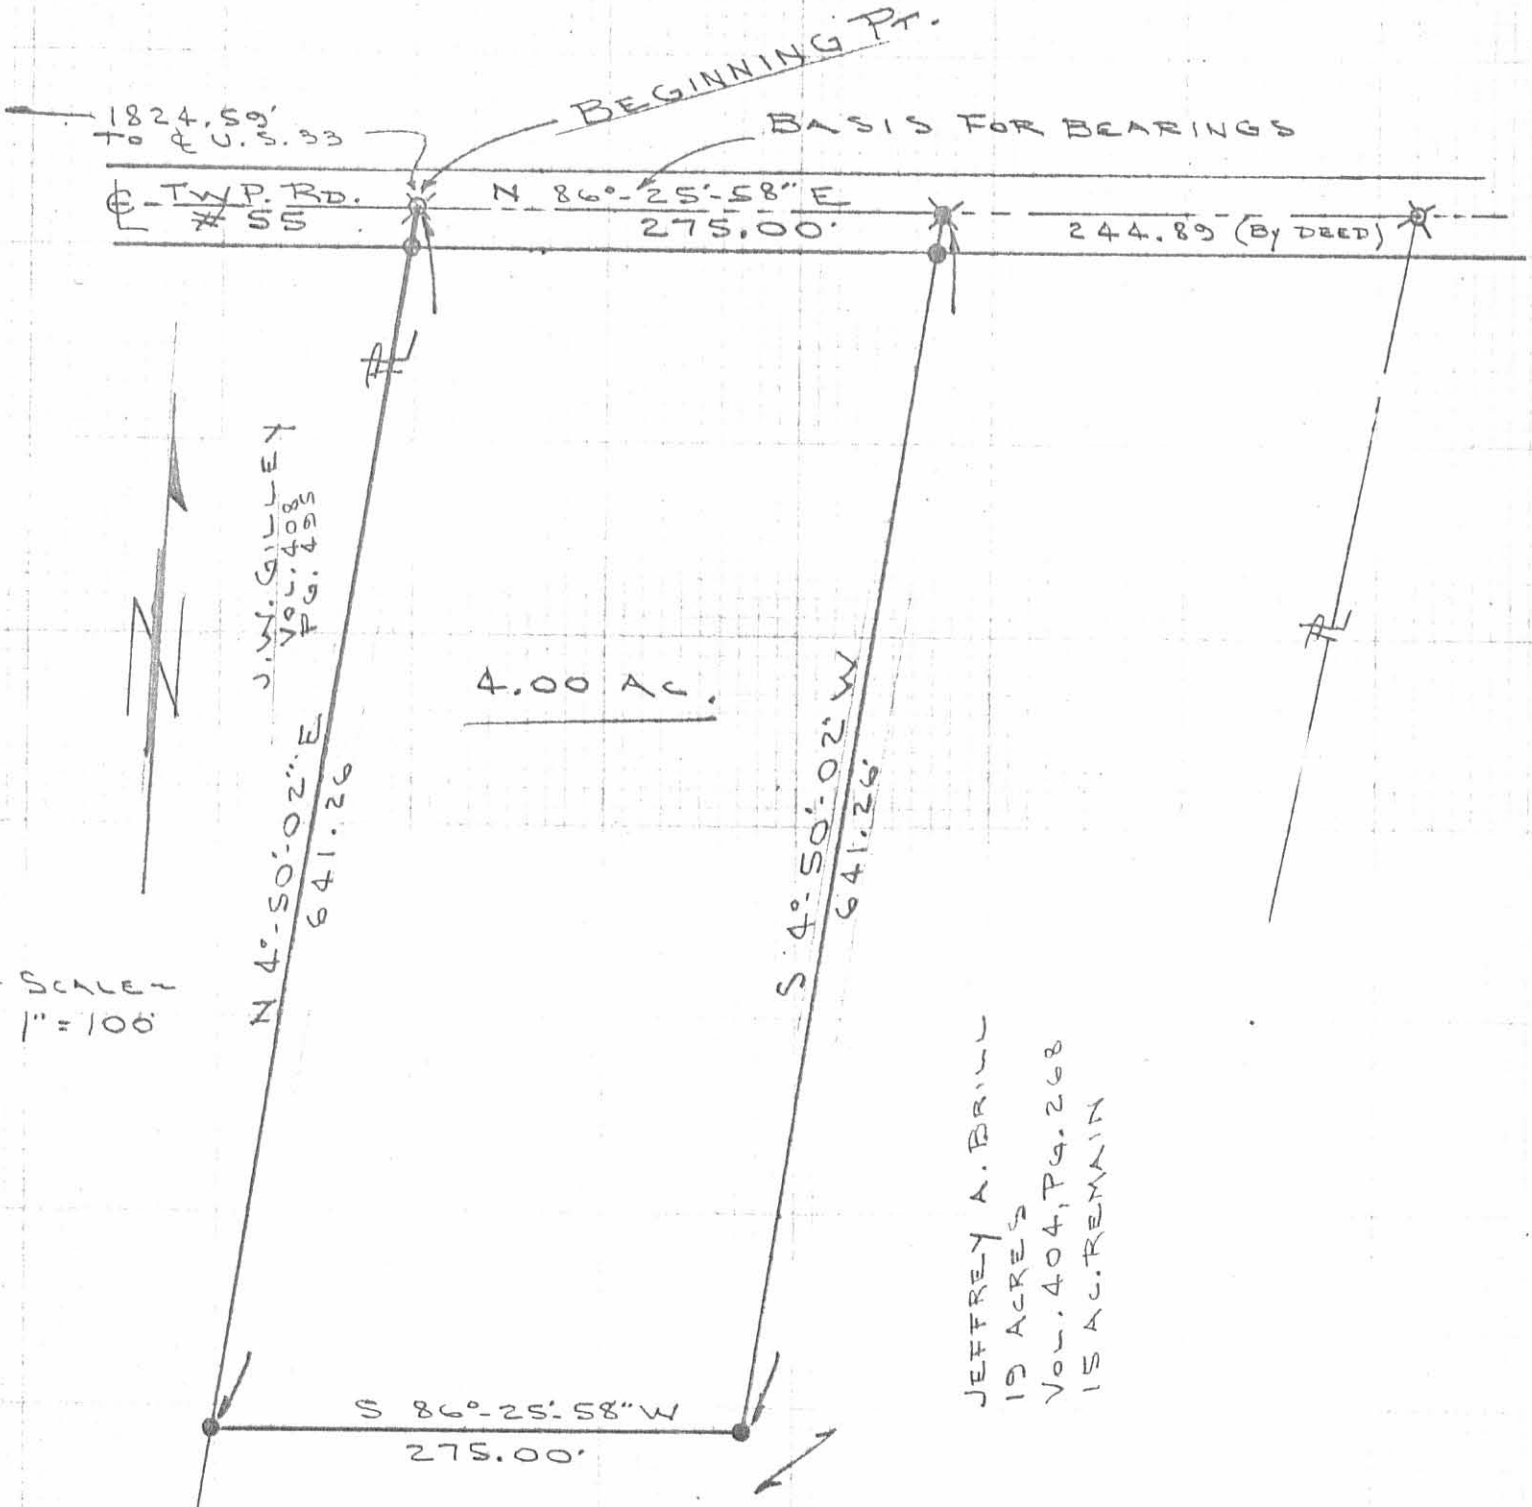 BEGINNING PT.
1824.59'
TO ℄ U.S. 33
BASIS FOR BEARINGS
℄ - TWP. RD.
# 55
N 86°-25'-58" E
275.00'
244.89 (By DEED)
℄
J.W. GILLEY
VOL. 408
PG. 495
N
4.00 AC.
N 4°-50'-02" E
641.26
S 4°-50'-02" W
641.26'
SCALE~
1" = 100'
JEFFREY A. BRILL
19 ACRES
VOL. 404, PG. 268
15 AC. REMAIN
S 86°-25'-58" W
275.00'